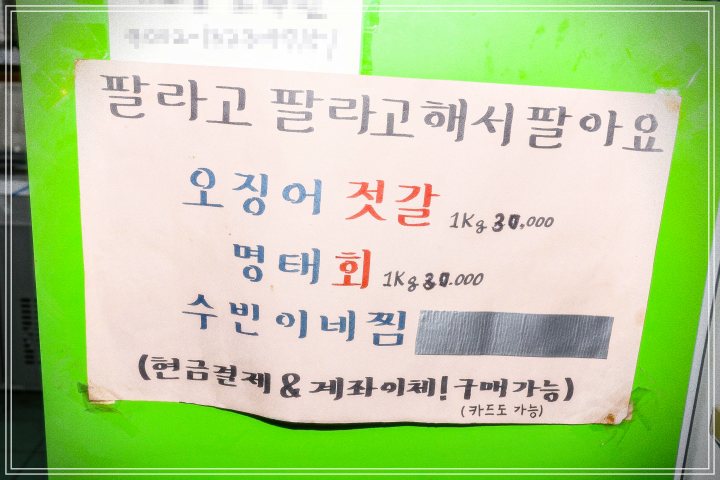 팔라고 팔라고해서 팔아요
오징어 젓갈 1Kg 30,000
명태회 1Kg 30.000
수빈이네찜
(현금결제 & 계좌이체! 구매가능)
(카드도 가능)